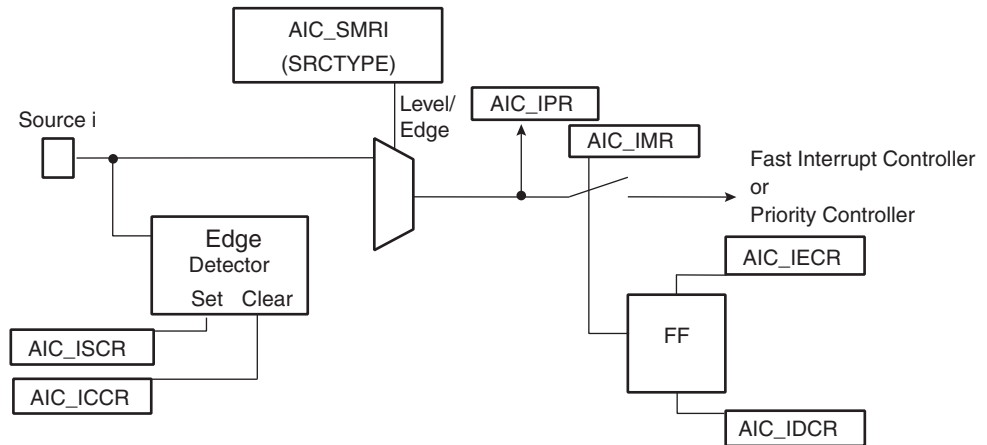 AIC_SMRI
(SRCTYPE)
Level/
Edge
AIC_IPR
AIC_IMR
Source i
Fast Interrupt Controller
or
Priority Controller
Edge
Detector
Set Clear
AIC_IECR
FF
AIC_ISCR
AIC_ICCR
AIC_IDCR